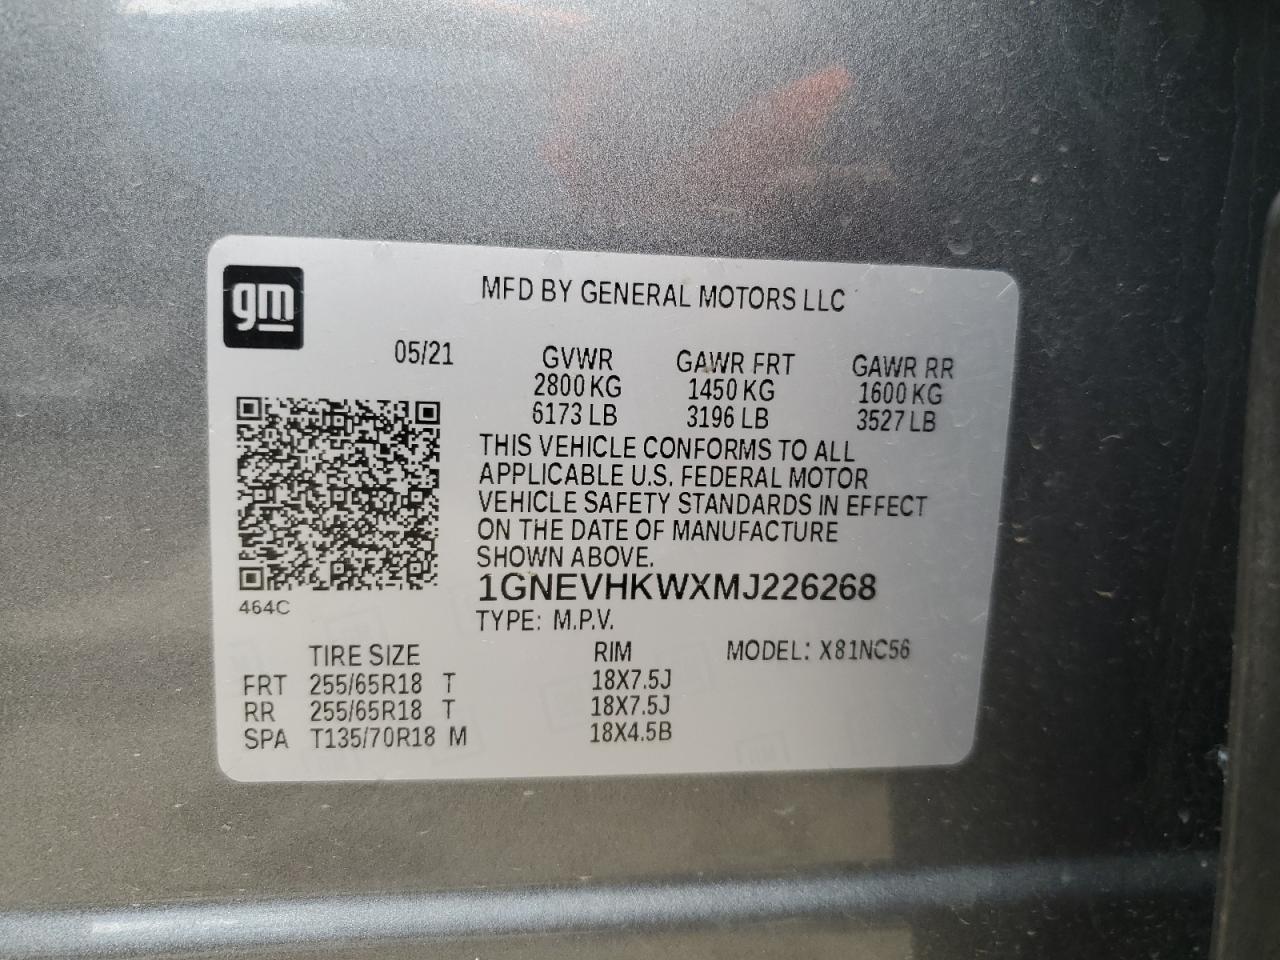 gm
MFD BY GENERAL MOTORS LLC
05/21 GVWR GAWR FRT GAWR RR
2800 KG 1450 KG 1600 KG
6173 LB 3196 LB 3527 LB
THIS VEHICLE CONFORMS TO ALL
APPLICABLE U.S. FEDERAL MOTOR
VEHICLE SAFETY STANDARDS IN EFFECT
ON THE DATE OF MANUFACTURE
SHOWN ABOVE.
1GNEVHKWXMJ226268
464C
TYPE: M.P.V.
TIRE SIZE RIM MODEL: X81NC56
FRT 255/65R18 T 18X7.5J
RR 255/65R18 T 18X7.5J
SPA T135/70R18 M 18X4.5B